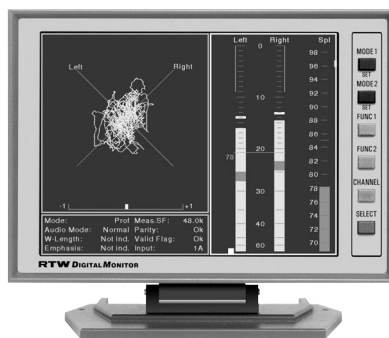 Left Right
-1 +1
Mode: Prof Meas.SF: 48.0k
Audio Mode: Normal Parity: Ok
W-Length: Not ind. Valid Flag: Ok
Emphasis: Not ind. Input: 1A
Left Right Spl
0
10
20
30
40
60
78
98
96
94
92
90
88
86
84
82
80
78
76
74
72
70
MODE 1
SET
MODE 2
SET
FUNC 1
FUNC 2
CHANNEL
SELECT
RTW DIGITAL MONITOR